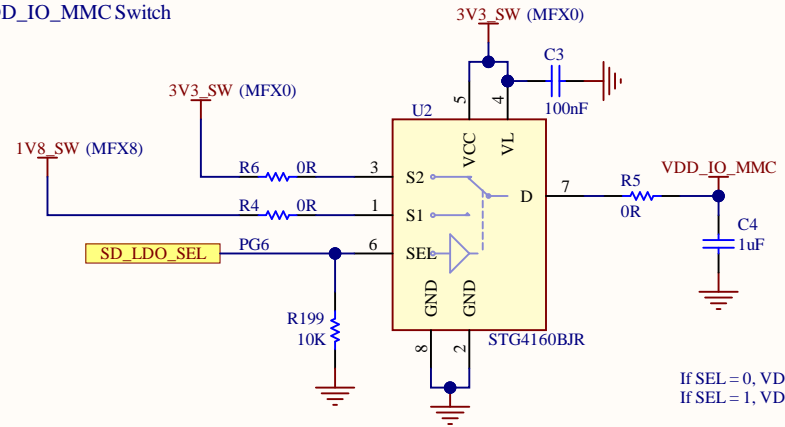 D_IO_MMC Switch
3V3_SW (MFX0)
C3
100nF
3V3_SW (MFX0)
U2
5
4
VCC
VL
1V8_SW (MFX8)
R6 0R 3 S2
D 7
R5
0R
VDD_IO_MMC
R4 0R 1 S1
C4
1uF
SD_LDO_SEL PG6 6 SEL
R199
10K
GND
GND
8
2
STG4160BJR
If SEL = 0, VD
If SEL = 1, VD